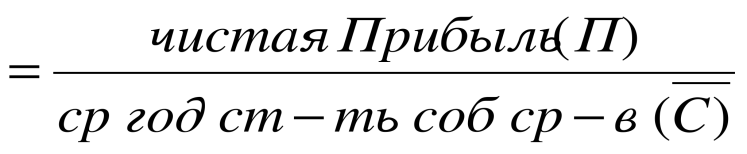 = чистая Прибыль(П)
ср год ст – ть соб ср – в (C)